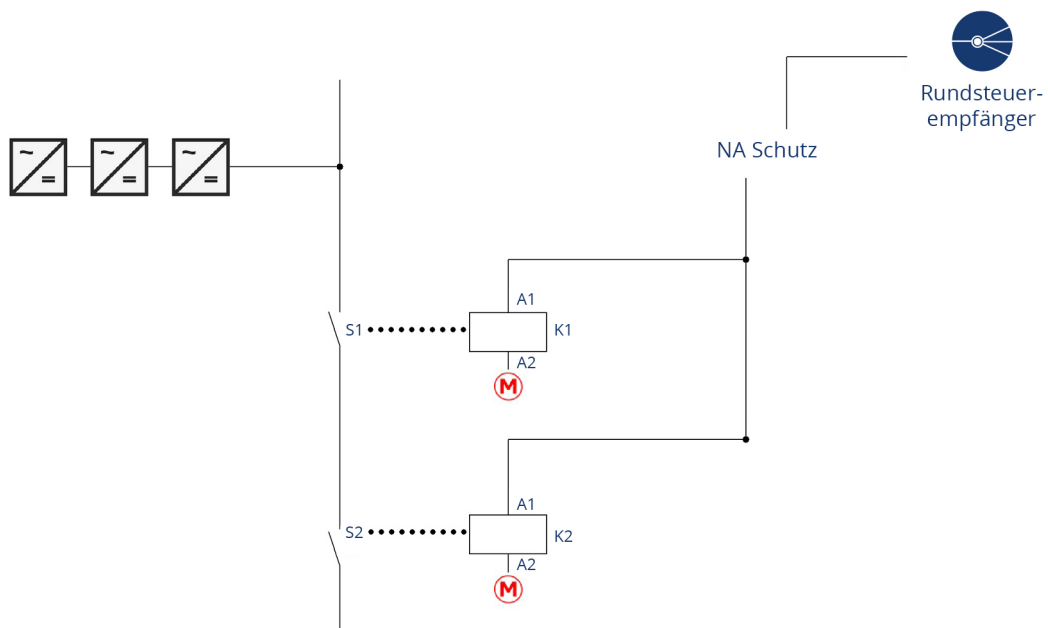 Rundsteuer-
empfänger
NA Schutz
~
=
~
=
~
=
A1
S1
K1
A2
M
A1
S2
K2
A2
M